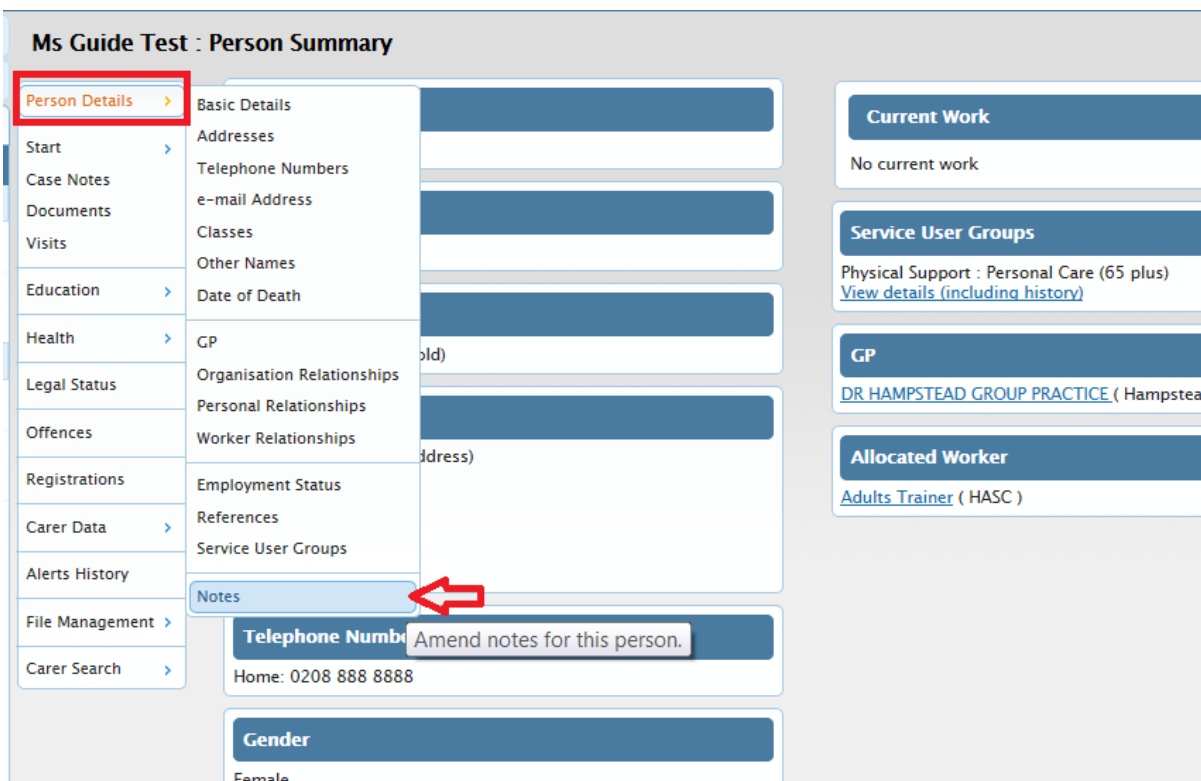 Ms Guide Test : Person Summary
Person Details
Start
Case Notes
Documents
Visits
Education
Health
Legal Status
Offences
Registrations
Carer Data
Alerts History
File Management
Carer Search
Basic Details
Addresses
Telephone Numbers
e-mail Address
Classes
Other Names
Date of Death
GP
Organisation Relationships
Personal Relationships
Worker Relationships
Employment Status
References
Service User Groups
Notes
Amend notes for this person.
Home: 0208 888 8888
Gender
Female
Current Work
No current work
Service User Groups
Physical Support : Personal Care (65 plus)
View details (including history)
GP
DR HAMPSTEAD GROUP PRACTICE ( Hampstea
Allocated Worker
Adults Trainer ( HASC )